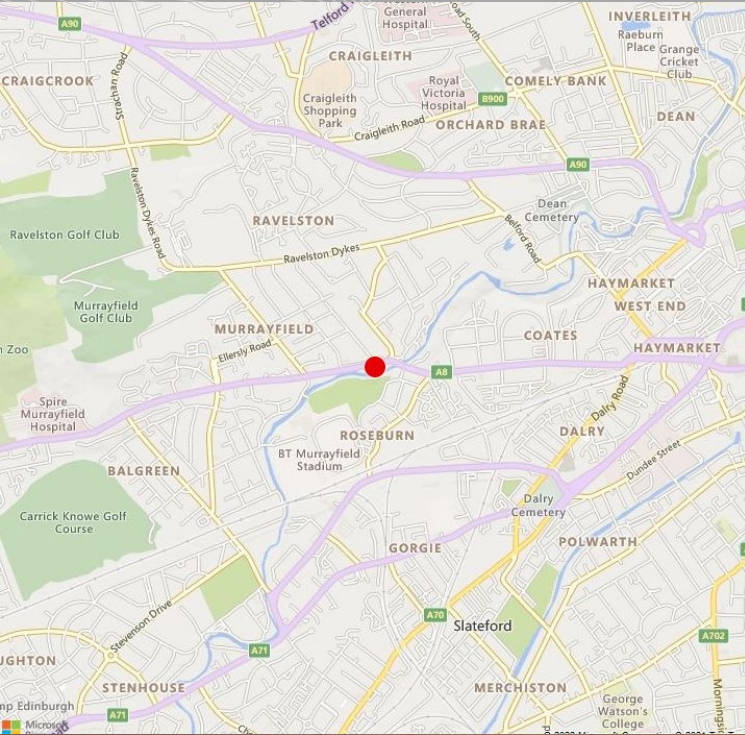 A90
Telford
General
Hospital
oad South
INVERLEITH
Raeburn
Place
Grange
Cricket
Club
CRAIGLEITH
CRAIGCROOK
Strachan Road
Craigleith
Shopping
Park
Royal
Victoria
Hospital
COMELY BANK
B900
Craigleith Road
ORCHARD BRAE
DEAN
A90
Ravelston Dykes Road
Dean
Cemetery
RAVELSTON
Belford Road
Ravelston Golf Club
Ravelston Dykes
HAYMARKET
WEST END
Murrayfield
Golf Club
MURRAYFIELD
COATES
HAYMARKET
n Zoo
Ellersly Road
A8
Dalry Road
Spire
Murrayfield
Hospital
ROSEBURN
DALRY
BT Murrayfield
Stadium
Dundee Street
BALGREEN
Dalry
Cemetery
Carrick Knowe Golf
Course
GORGIE
POLWARTH
Stevenson Drive
A70
Slateford
A702
A71
UGHTON
STENHOUSE
MERCHISTON
mp Edinburgh
George
Watson's
College
Morningsi
A71
Microsoft